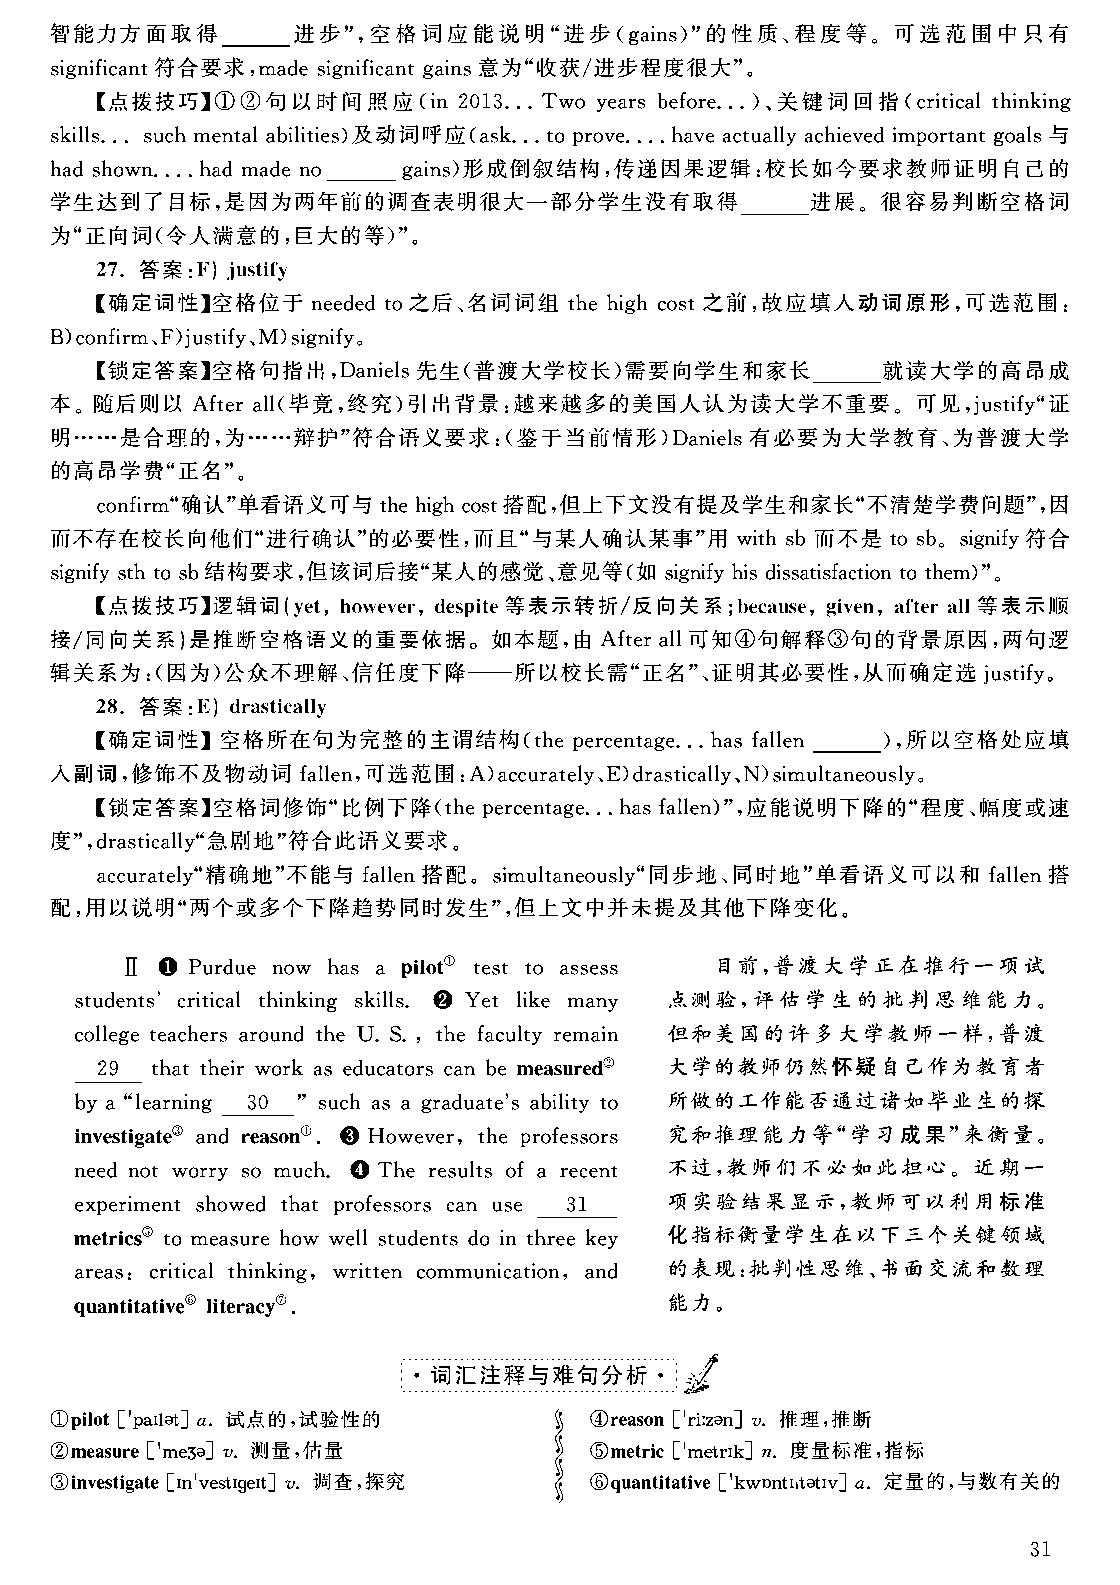 智能力方面取得______进步”,空格词应能说明“进步(gains)”的性质、程度等。可选范围中只有
significant 符合要求,made significant gains 意为“收获/进步程度很大”。
【点拨技巧】①②句以时间照应(in 2013... Two years before...)、关键词回指(critical thinking
skills... such mental abilities)及动词呼应(ask... to prove.... have actually achieved important goals 与
had shown.... had made no ______ gains)形成倒叙结构,传递因果逻辑:校长如今要求教师证明自己的
学生达到了目标,是因为两年前的调查表明很大一部分学生没有取得______进展。很容易判断空格词
为“正向词(令人满意的,巨大的等)”。
27. 答案:F) justify
【确定词性】空格位于 needed to 之后、名词词组 the high cost 之前,故应填入动词原形,可选范围:
B)confirm、F)justify、M)signify。
【锁定答案】空格句指出,Daniels 先生(普渡大学校长)需要向学生和家长______就读大学的高昂成
本。随后则以 After all(毕竟,终究)引出背景:越来越多的美国人认为读大学不重要。可见,justify“证
明……是合理的,为……辩护”符合语义要求:(鉴于当前情形)Daniels 有必要为大学教育、为普渡大学
的高昂学费“正名”。
confirm“确认”单看语义可与 the high cost 搭配,但上下文没有提及学生和家长“不清楚学费问题”,因
而不存在校长向他们“进行确认”的必要性,而且“与某人确认某事”用 with sb 而不是 to sb。signify 符合
signify sth to sb 结构要求,但该词后接“某人的感觉、意见等(如 signify his dissatisfaction to them)”。
【点拨技巧】逻辑词(yet, however, despite 等表示转折/反向关系;because, given, after all 等表示顺
接/同向关系)是推断空格语义的重要依据。如本题,由 After all 可知④句解释③句的背景原因,两句逻
辑关系为:(因为)公众不理解、信任度下降——所以校长需“正名”、证明其必要性,从而确定选 justify。
28. 答案:E) drastically
【确定词性】空格所在句为完整的主谓结构(the percentage... has fallen ______),所以空格处应填
入副词,修饰不及物动词 fallen,可选范围:A)accurately、E)drastically、N)simultaneously。
【锁定答案】空格词修饰“比例下降(the percentage... has fallen)”,应能说明下降的“程度、幅度或速
度”,drastically“急剧地”符合此语义要求。
accurately“精确地”不能与 fallen 搭配。simultaneously“同步地、同时地”单看语义可以和 fallen 搭
配,用以说明“两个或多个下降趋势同时发生”,但上文中并未提及其他下降变化。
Ⅱ ❶ Purdue now has a pilot① test to assess
students' critical thinking skills. ❷ Yet like many
college teachers around the U. S. , the faculty remain
29 that their work as educators can be measured②
by a “learning 30 ” such as a graduate's ability to
investigate③ and reason④. ❸ However, the professors
need not worry so much. ❹ The results of a recent
experiment showed that professors can use 31
metrics⑤ to measure how well students do in three key
areas: critical thinking, written communication, and
quantitative⑥ literacy⑦.
目前,普渡大学正在推行一项试
点测验,评估学生的批判思维能力。
但和美国的许多大学教师一样,普渡
大学的教师仍然怀疑自己作为教育者
所做的工作能否通过诸如毕业生的探
究和推理能力等“学习成果”来衡量。
不过,教师们不必如此担心。近期一
项实验结果显示,教师可以利用标准
化指标衡量学生在以下三个关键领域
的表现:批判性思维、书面交流和数理
能力。
·词汇注释与难句分析·
①pilot [ˈpaɪlət] a. 试点的,试验性的
②measure [ˈmeʒə] v. 测量,估量
③investigate [ɪnˈvestɪgeɪt] v. 调查,探究
④reason [ˈriːzən] v. 推理,推断
⑤metric [ˈmetrɪk] n. 度量标准,指标
⑥quantitative [ˈkwɒntɪˌtətɪv] a. 定量的,与数有关的
31